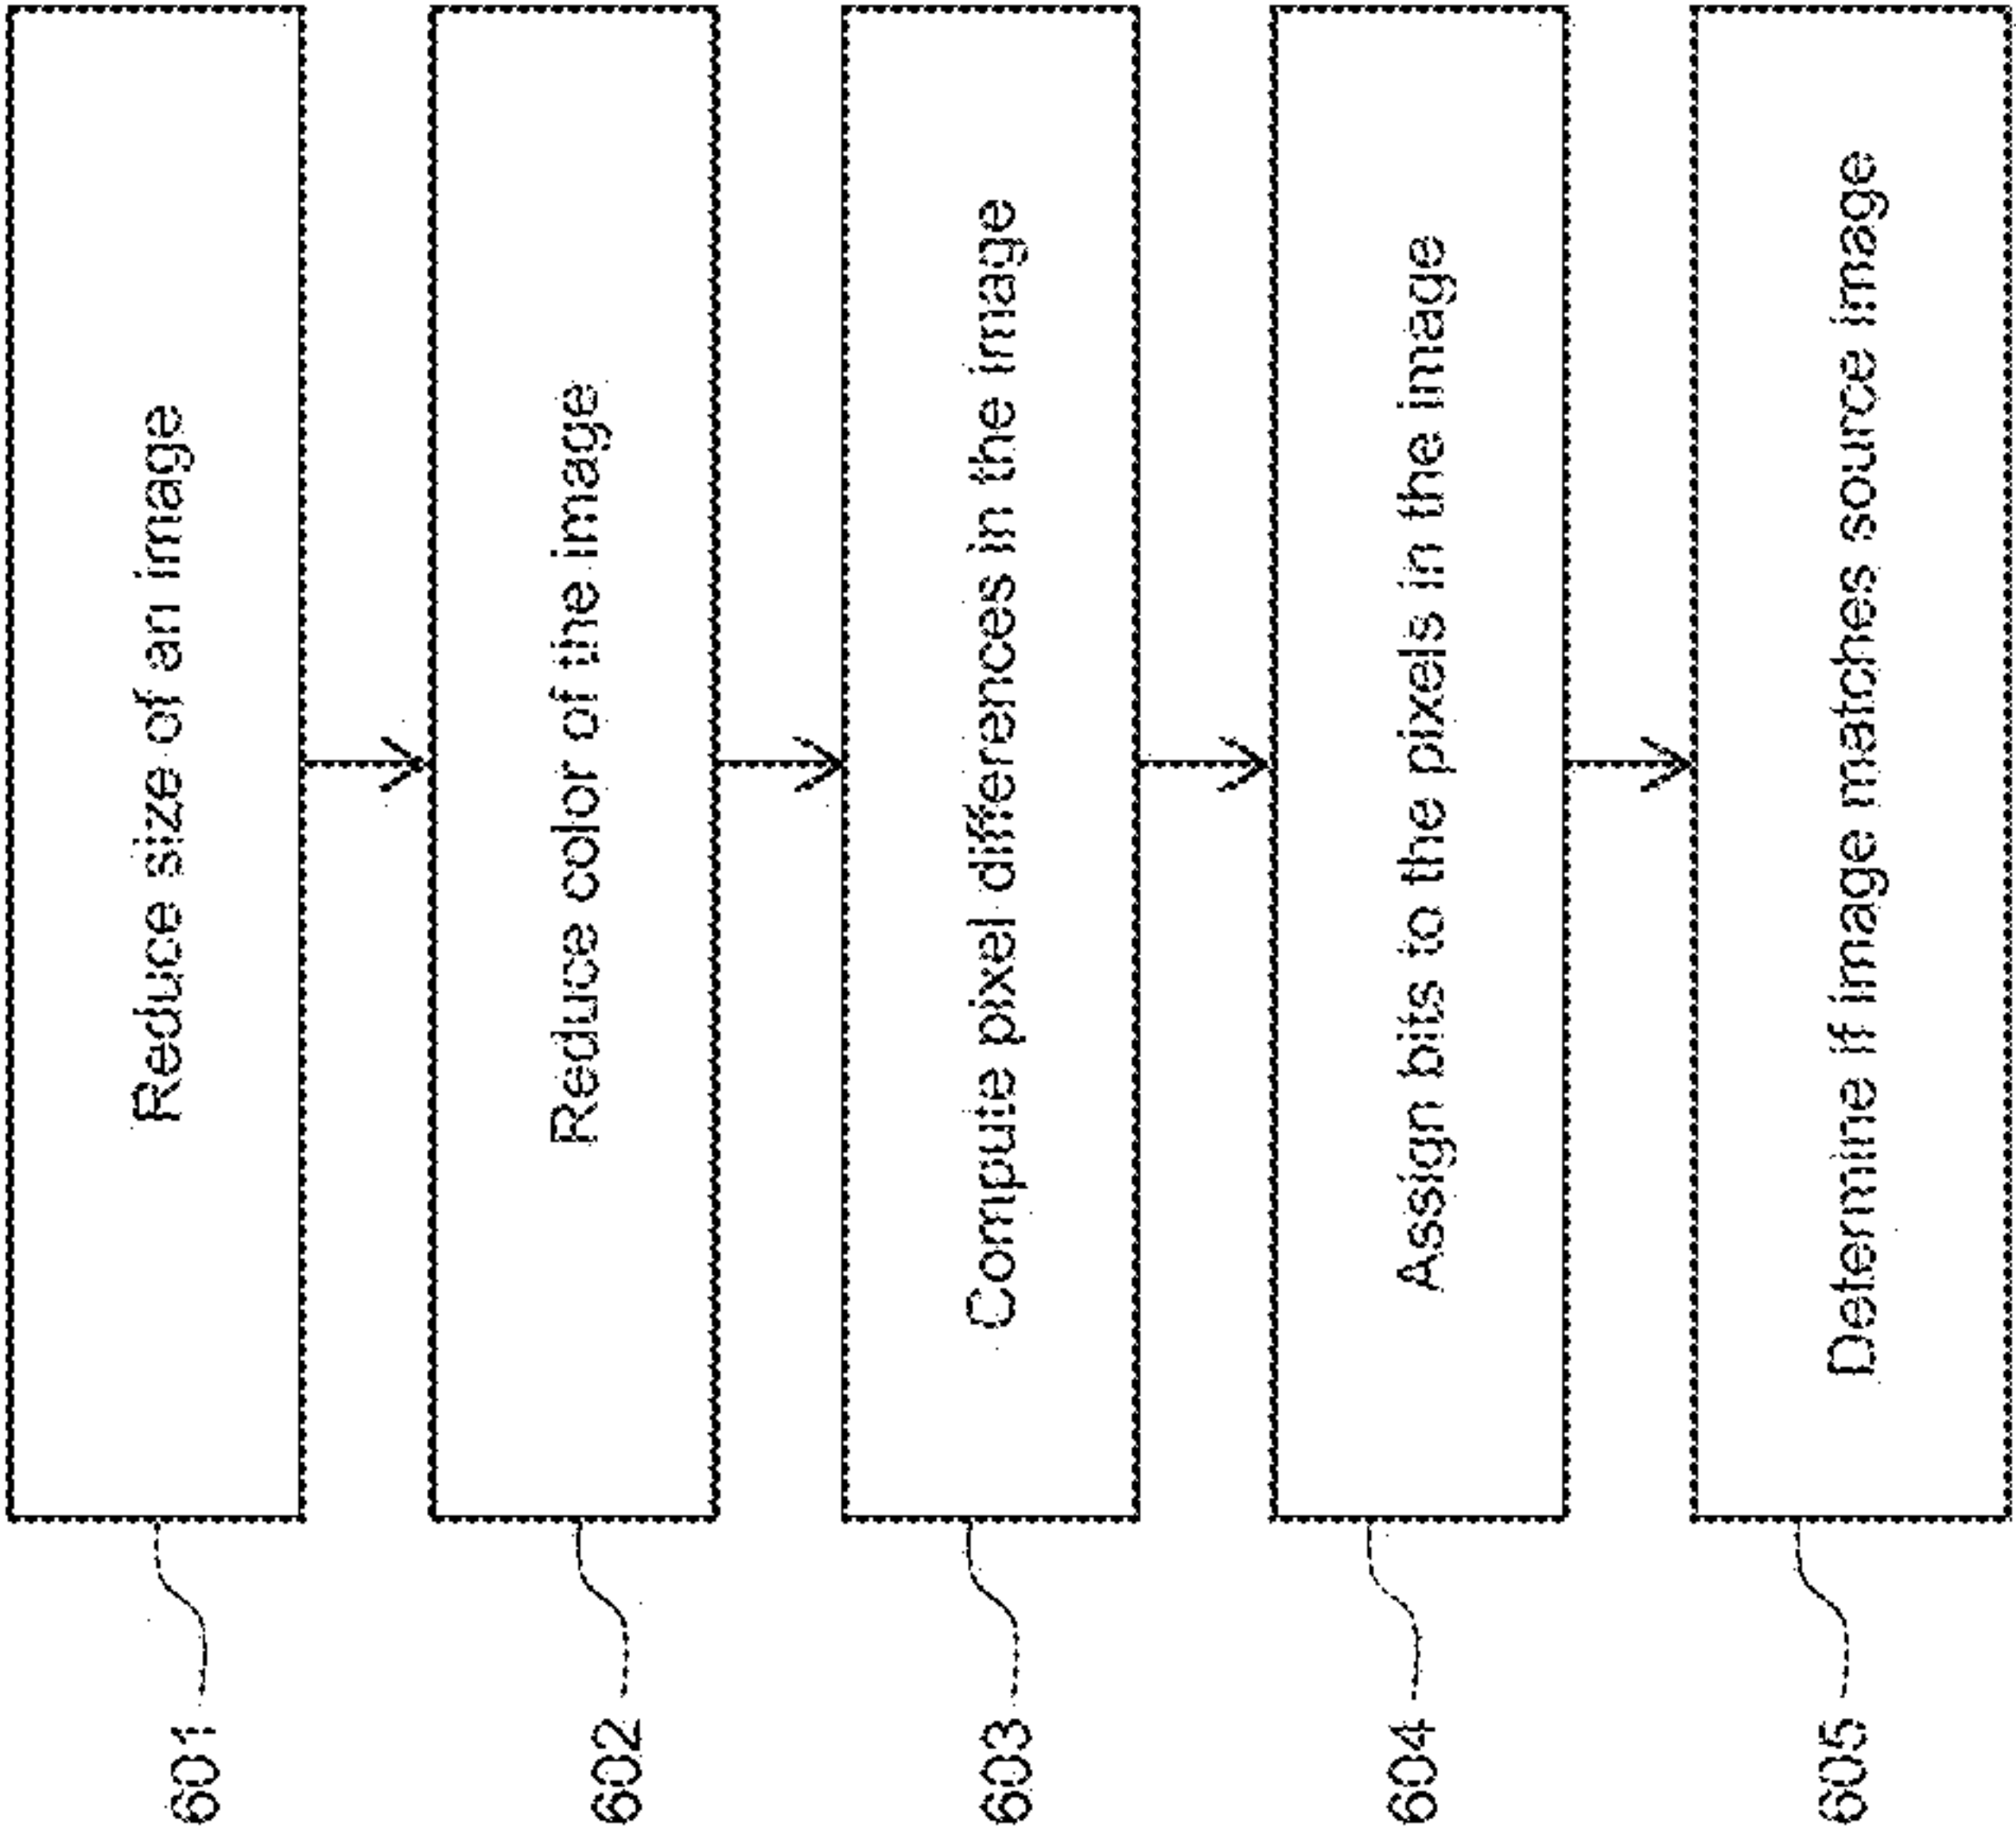 601
Reduce size of an image
602
Reduce color of the image
603
Compute pixel differences in the image
604
Assign bits to the pixels in the image
605
Determine if image matches source image